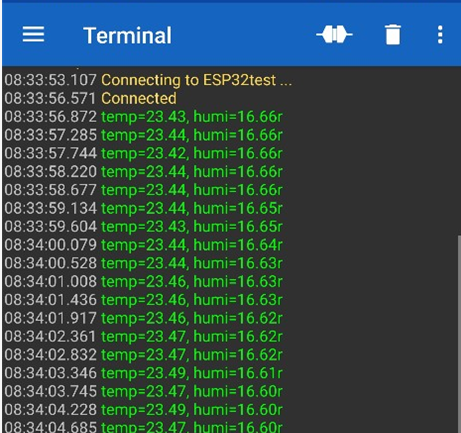 Terminal
08:33:53.107 Connecting to ESP32test ...
08:33:56.571 Connected
08:33:56.872 temp=23.43, humi=16.66r
08:33:57.285 temp=23.44, humi=16.66r
08:33:57.744 temp=23.42, humi=16.66r
08:33:58.220 temp=23.44, humi=16.66r
08:33:58.677 temp=23.44, humi=16.66r
08:33:59.134 temp=23.44, humi=16.65r
08:33:59.604 temp=23.43, humi=16.65r
08:34:00.079 temp=23.44, humi=16.64r
08:34:00.528 temp=23.44, humi=16.63r
08:34:01.008 temp=23.46, humi=16.63r
08:34:01.436 temp=23.46, humi=16.63r
08:34:01.917 temp=23.46, humi=16.62r
08:34:02.361 temp=23.47, humi=16.62r
08:34:02.832 temp=23.47, humi=16.62r
08:34:03.346 temp=23.49, humi=16.61r
08:34:03.745 temp=23.47, humi=16.60r
08:34:04.228 temp=23.49, humi=16.60r
08:34:04.685 temp=23.47, humi=16.60r